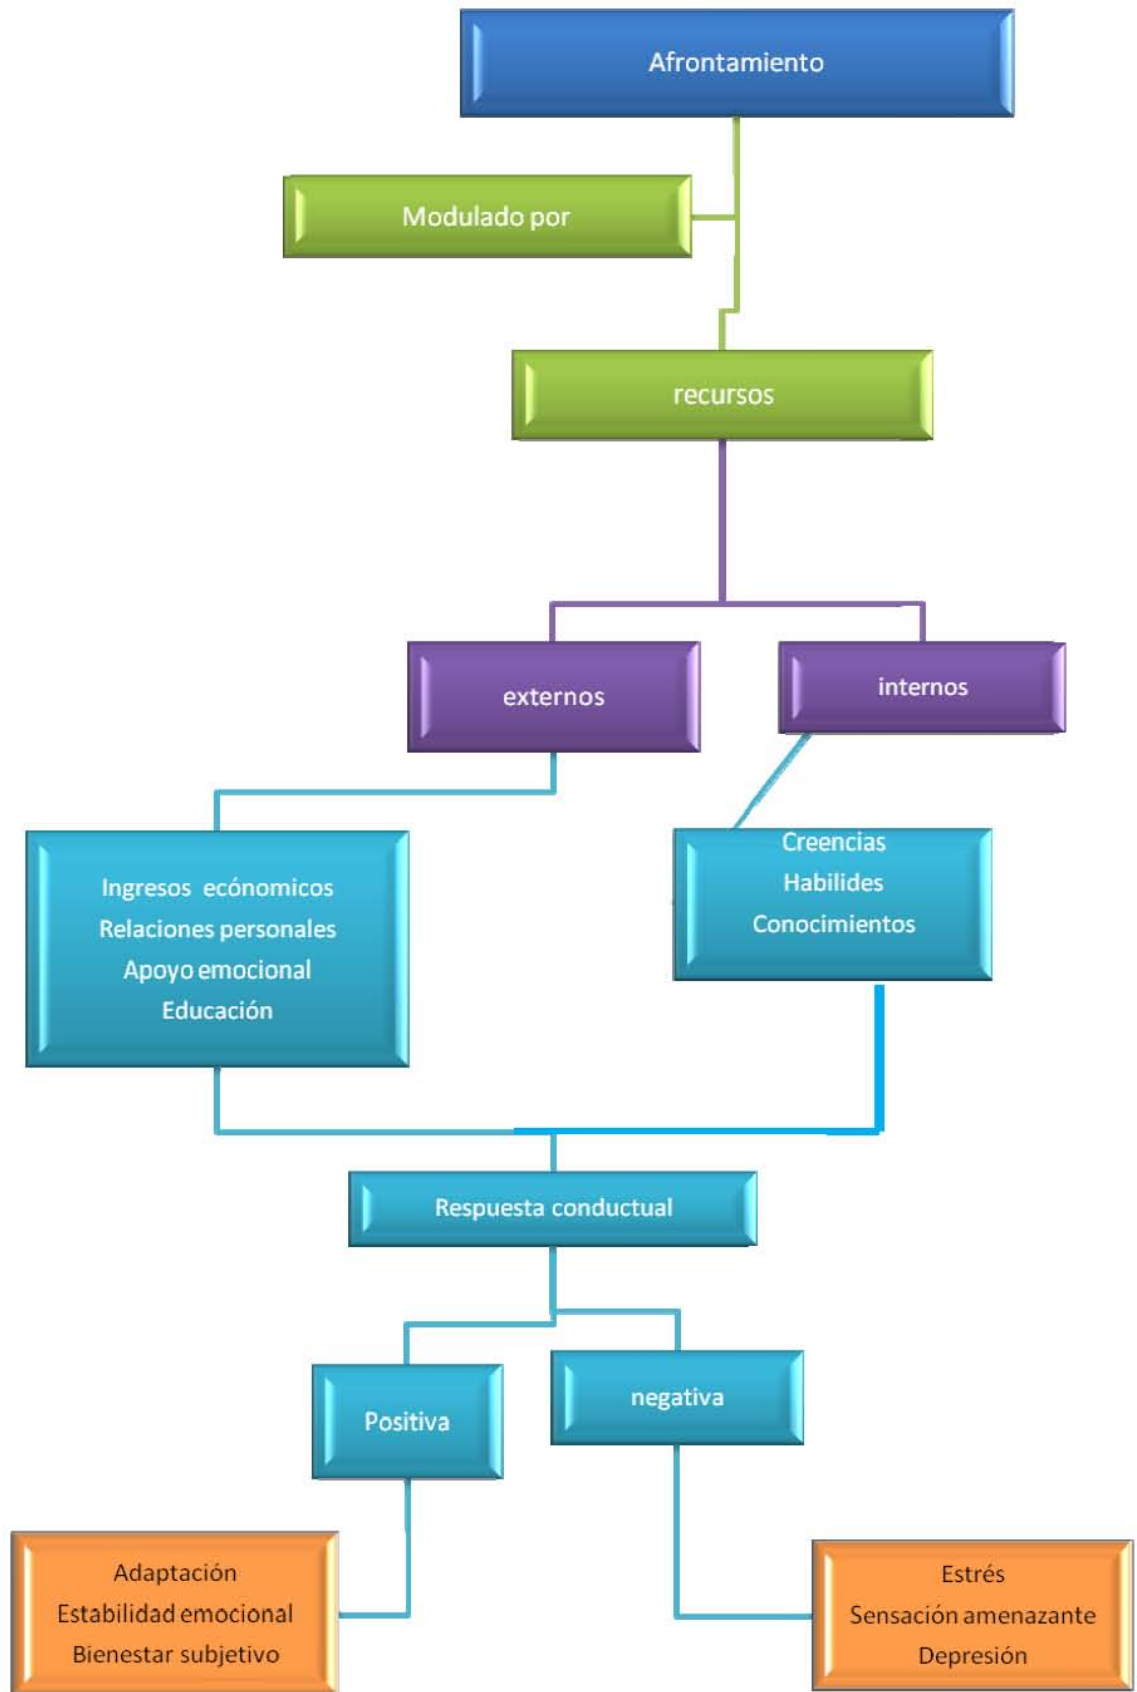 Afrontamiento
Modulado por
recursos
externos
internos
Ingresos ecónomicos
Relaciones personales
Apoyo emocional
Educación
Creencias
Habilides
Conocimientos
Respuesta conductual
Positiva
negativa
Adaptación
Estabilidad emocional
Bienestar subjetivo
Estrés
Sensación amenazante
Depresión